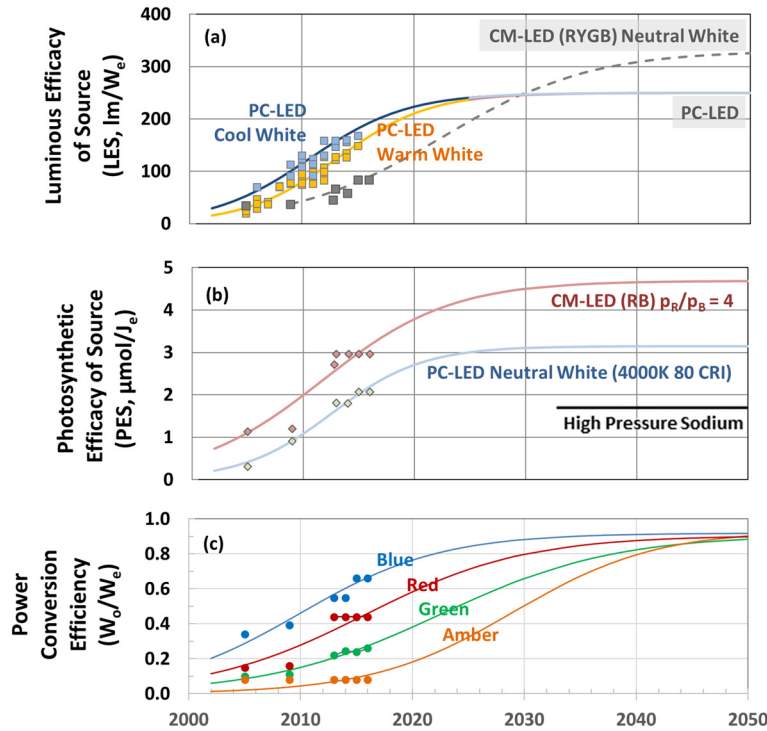 Luminous Efficacy
of Source
(LES, lm/Wₑ)
400
300
200
100
0
(a)
CM-LED (RYGB) Neutral White
PC-LED
Cool White
PC-LED
Warm White
PC-LED
Photosynthetic
Efficacy of Source
(PES, µmol/Jₑ)
5
4
3
2
1
0
(b)
CM-LED (RB) pR/pB = 4
PC-LED Neutral White (4000K 80 CRI)
High Pressure Sodium
Power
Conversion
Efficiency
(Wₒ/Wₑ)
1.0
0.8
0.6
0.4
0.2
0.0
(c)
Blue
Red
Green
Amber
2000 2010 2020 2030 2040 2050